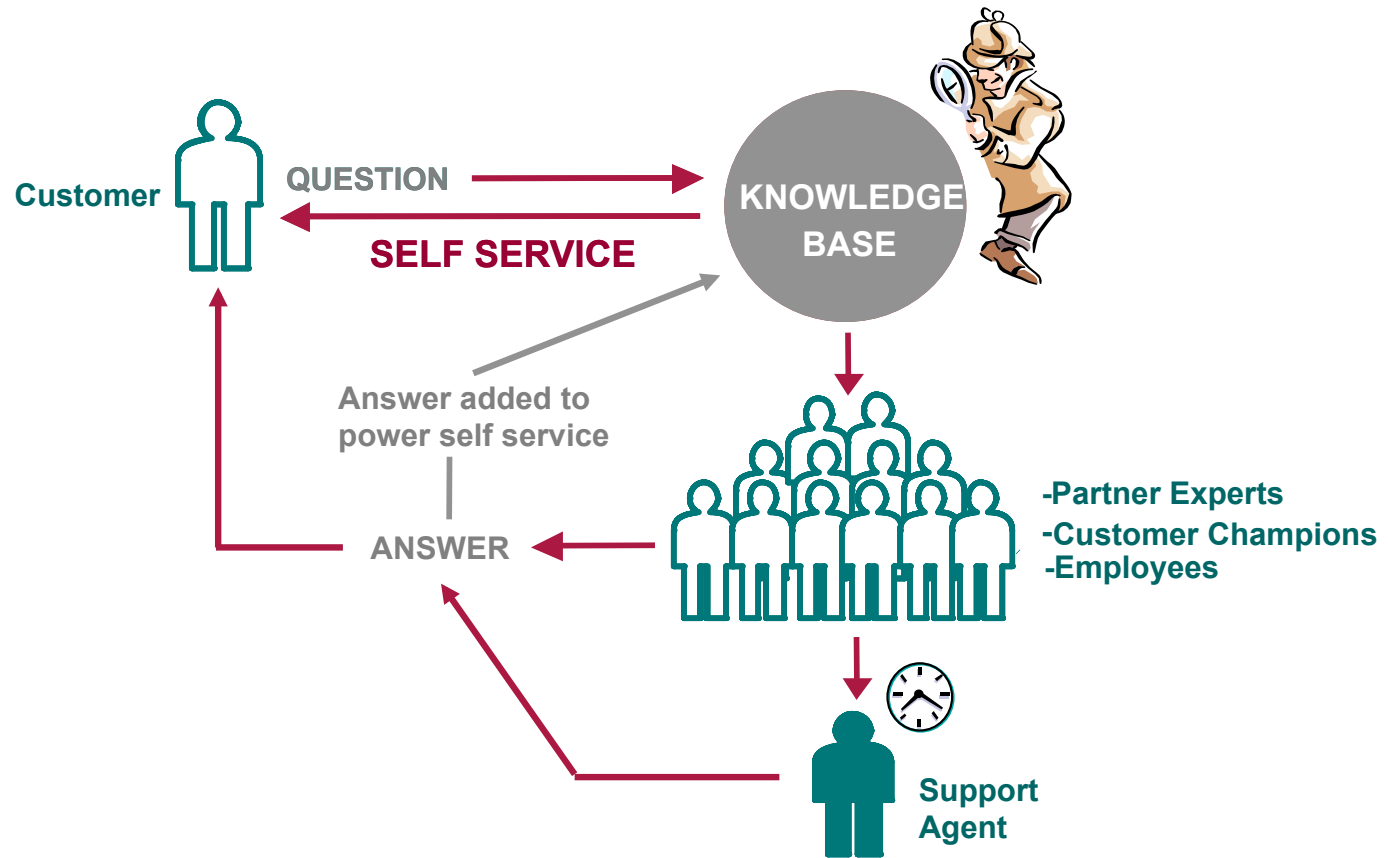 Customer
QUESTION
SELF SERVICE
KNOWLEDGE
BASE
Answer added to
power self service
ANSWER
-Partner Experts
-Customer Champions
-Employees
Support
Agent